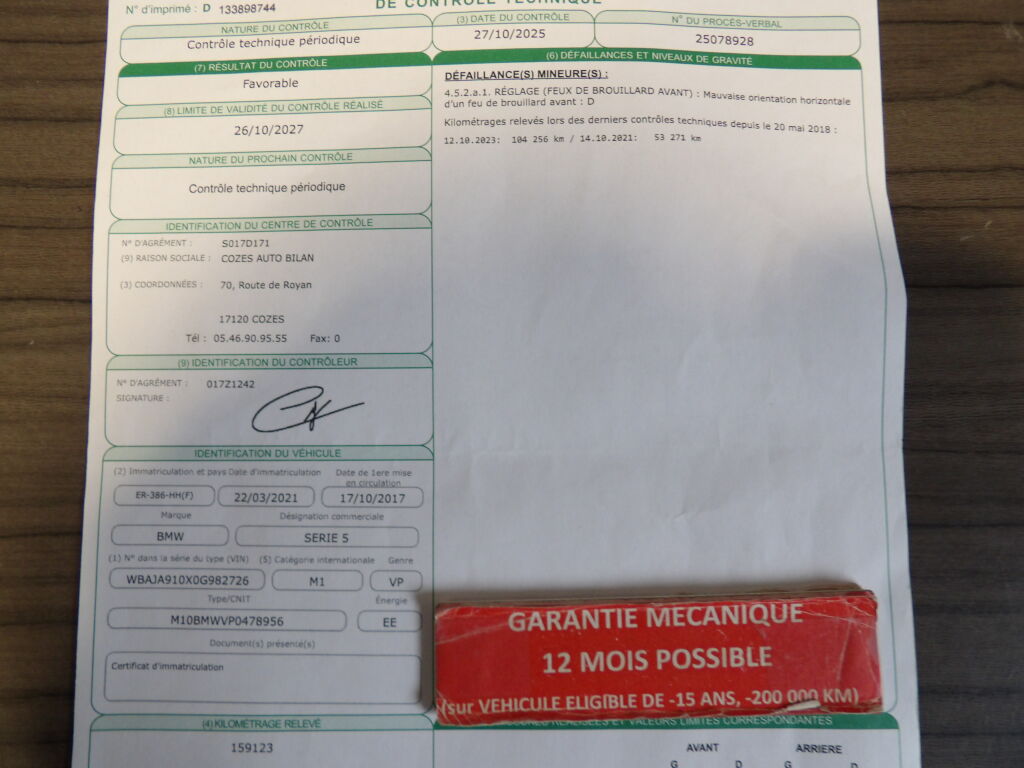 DE CONTRÔLE TECHNIQUE
N° d'imprimé : D 133898744
NATURE DU CONTRÔLE
Contrôle technique périodique
(3) DATE DU CONTRÔLE
27/10/2025
N° DU PROCÈS-VERBAL
25078928
(7) RÉSULTAT DU CONTRÔLE
Favorable
(8) LIMITE DE VALIDITÉ DU CONTRÔLE RÉALISÉ
26/10/2027
NATURE DU PROCHAIN CONTRÔLE
Contrôle technique périodique
IDENTIFICATION DU CENTRE DE CONTRÔLE
N° D'AGRÉMENT : S017D171
(9) RAISON SOCIALE : COZES AUTO BILAN
(3) COORDONNÉES : 70, Route de Royan
17120 COZES
Tél : 05.46.90.95.55 Fax: 0
(9) IDENTIFICATION DU CONTRÔLEUR
N° D'AGRÉMENT : 017Z1242
SIGNATURE :
IDENTIFICATION DU VÉHICULE
(2) Immatriculation et pays Date d'immatriculation Date de 1ere mise
en circulation
ER-386-HH(F) 22/03/2021 17/10/2017
Marque Désignation commerciale
BMW SERIE 5
(1) N° dans la série du type (VIN) (5) Catégorie internationale Genre
WBAJA910X0G982726 M1 VP
Type/CNIT Énergie
M10BMWVP0478956 EE
Document(s) présenté(s)
Certificat d'immatriculation
(4) KILOMÉTRAGE RELEVÉ
159123
(6) DÉFAILLANCES ET NIVEAUX DE GRAVITÉ
DÉFAILLANCE(S) MINEURE(S) :
4.5.2.a.1. RÉGLAGE (FEUX DE BROUILLARD AVANT) : Mauvaise orientation horizontale
d'un feu de brouillard avant : D
Kilométrages relevés lors des derniers contrôles techniques depuis le 20 mai 2018 :
12.10.2023: 104 256 km / 14.10.2021: 53 271 km
GARANTIE MECANIQUE
12 MOIS POSSIBLE
(sur VEHICULE ELIGIBLE DE -15 ANS, -200 000 KM)
ET VALEURS LIMITES CORRESPONDANTES
AVANT ARRIERE
G D G D